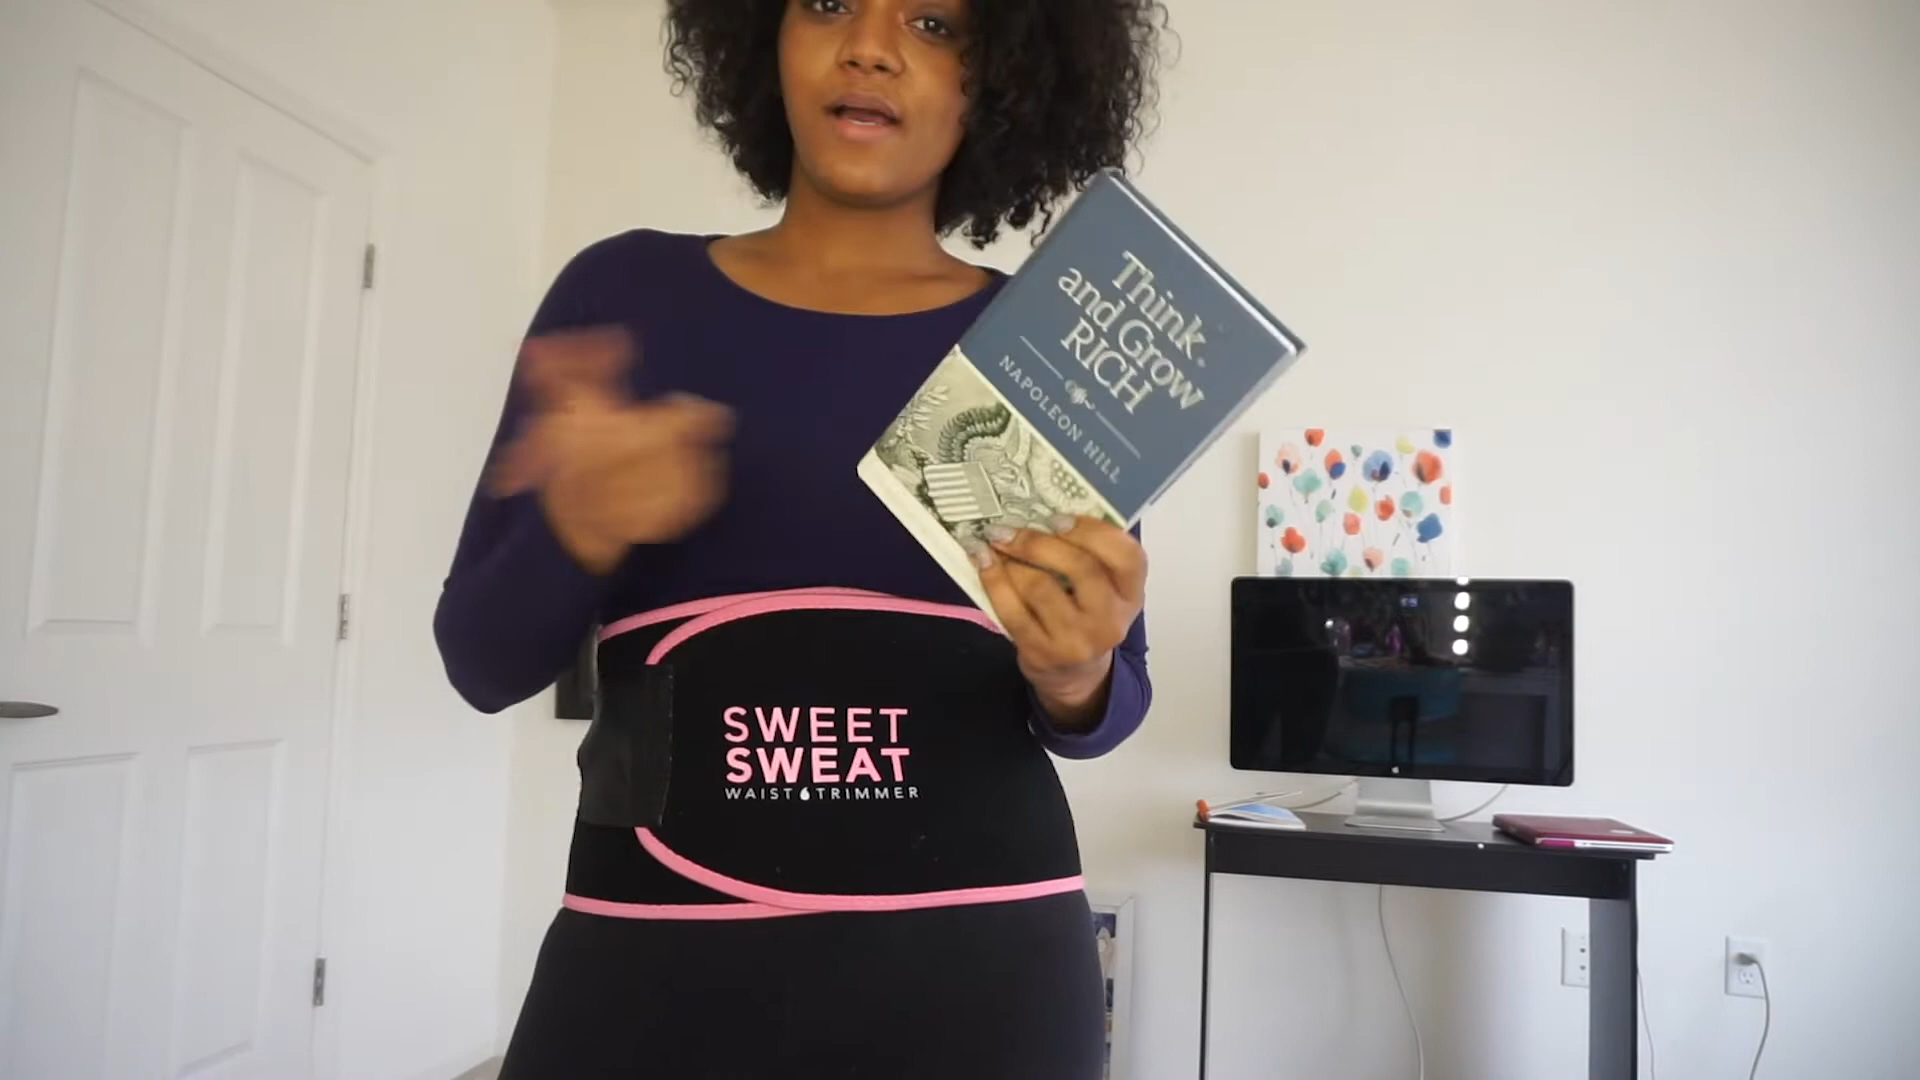 Think
and Grow
RICH
NAPOLEON HILL
SWEET
SWEAT
WAIST TRIMMER